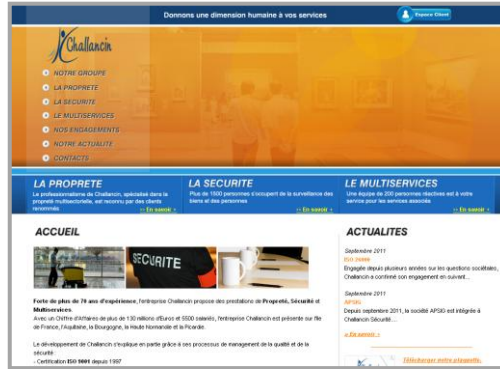 Donnons une dimension humaine à vos services
Espace Client
Challancin
NOTRE GROUPE
LA PROPRETE
LA SECURITE
LE MULTISERVICES
NOS ENGAGEMENTS
NOTRE ACTUALITE
CONTACTS
LA PROPRETE
Le professionnalisme de Challancin, spécialisé dans la
propreté multisectorielle, est reconnu par des clients
renommés
>> En savoir +
LA SECURITE
Plus de 1500 personnes s'occupent de la surveillance des
biens et des personnes
>> En savoir +
LE MULTISERVICES
Une équipe de 200 personnes réactives est à votre
service pour les services associés
>> En savoir +
ACCUEIL
SECURITE
Forte de plus de 70 ans d'expérience, l'entreprise Challancin propose des prestations de Propreté, Sécurité et
Multiservices.
Avec un Chiffre d'Affaires de plus de 130 millions d'Euros et 5500 salariés, l'entreprise Challancin est présente sur l'Ile
de France, l'Aquitaine, la Bourgogne, la Haute Normandie et la Picardie.
Le développement de Challancin s'explique en partie grâce à ses processus de management de la qualité et de la
sécurité :
- Certification ISO 9001 depuis 1997
ACTUALITES
Septembre 2011
ISO 26000
Engagée depuis plusieurs années sur les questions sociétales,
Challancin a confirmé son engagement en suivant...
Septembre 2011
APSIG
Depuis septembre 2011, la société APSIG est intégrée à
Challancin Sécurité....
>> En savoir +
Télécharger notre plaquette.